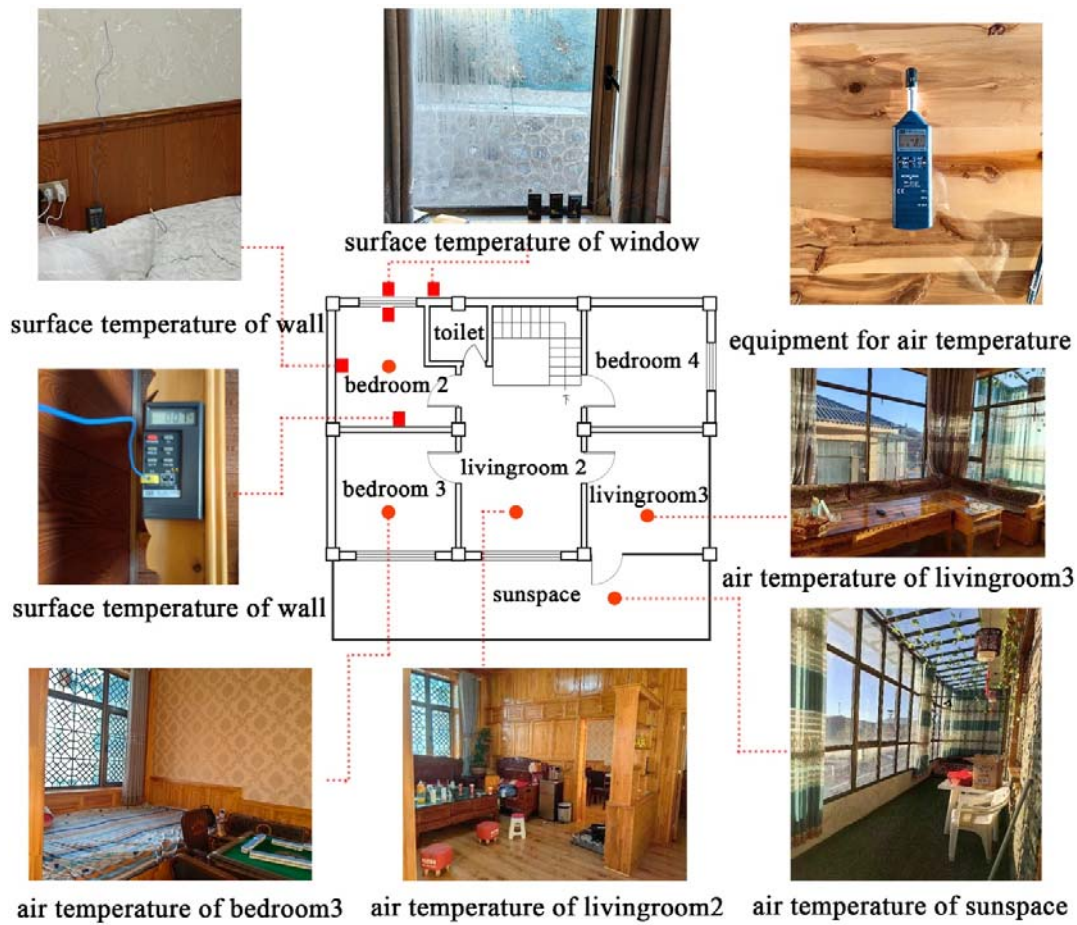 surface temperature of window
surface temperature of wall
equipment for air temperature
toilet
bedroom 2
bedroom 4
下
livingroom 2
bedroom 3
livingroom3
surface temperature of wall
air temperature of livingroom3
sunspace
air temperature of bedroom3
air temperature of livingroom2
air temperature of sunspace